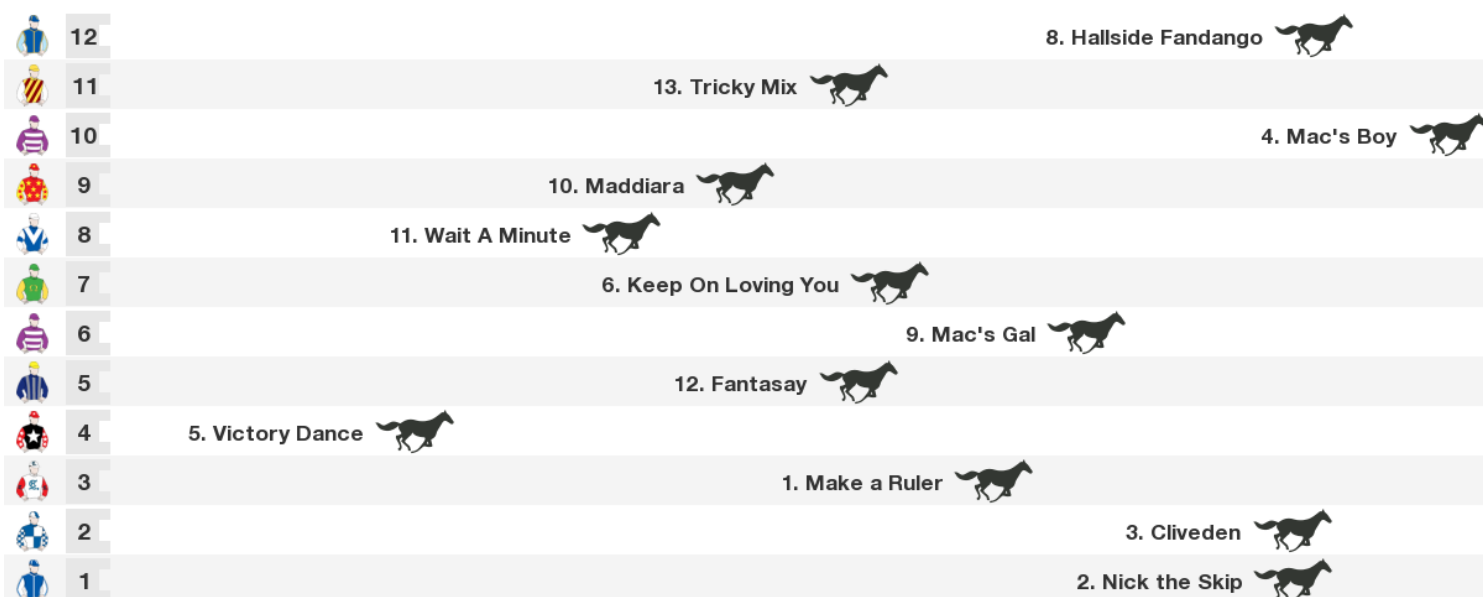 12 8. Hallside Fandango
11 13. Tricky Mix
10 4. Mac's Boy
9 10. Maddiara
8 11. Wait A Minute
7 6. Keep On Loving You
6 9. Mac's Gal
5 12. Fantasay
4 5. Victory Dance
3 1. Make a Ruler
2 3. Cliveden
1 2. Nick the Skip